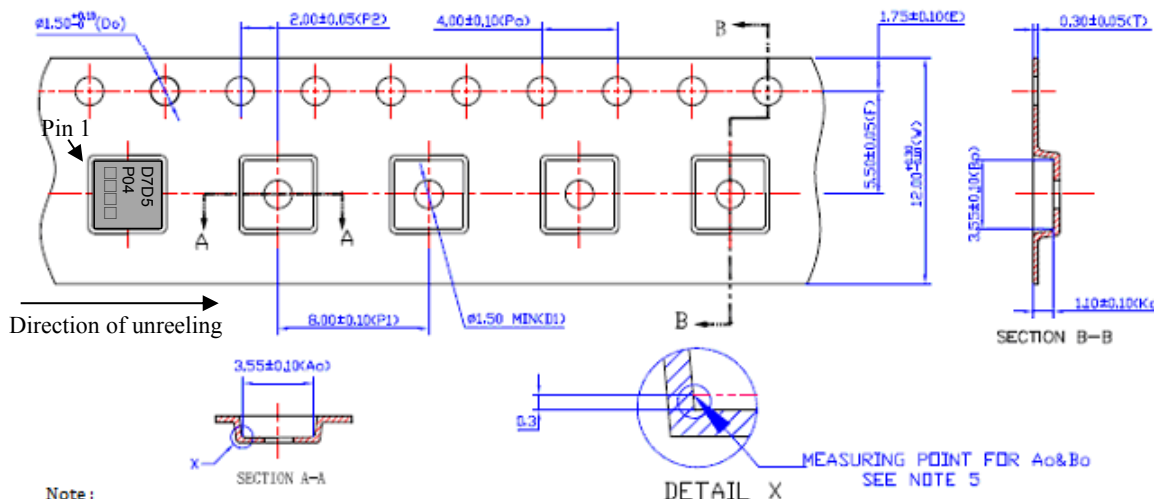 ø1.50+0.10-0(Do)
2.00±0.05(P2)
4.00±0.10(Po)
B
1.75±0.10(E)
0.30±0.05(T)
Pin 1
D7D5
P04
□□□□
A
A
5.50±0.05(F)
12.00(W)
3.55±0.10(Bo)
Direction of unreeling
8.00±0.10(P1)
ø1.50 MIN(D1)
B
1.10±0.10(Ko
SECTION B-B
3.55±0.10(Ao)
X
SECTION A-A
0.3
MEASURING POINT FOR Ao&Bo
SEE NOTE 5
DETAIL X
Note: